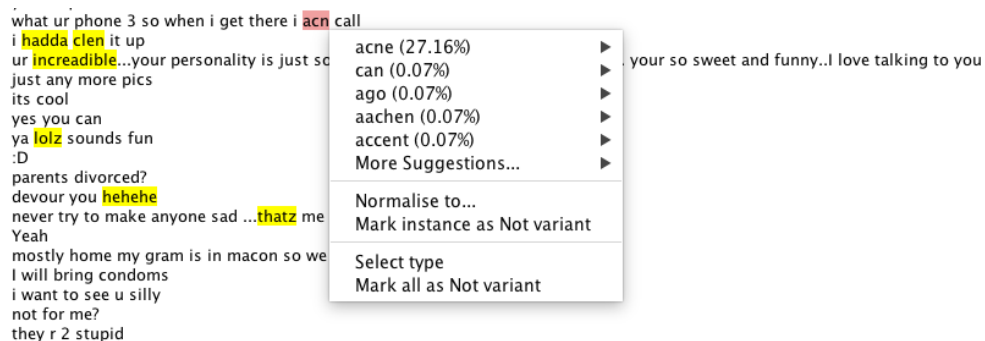 what ur phone 3 so when i get there i acn call
i hadda clen it up
ur increadible...your personality is just so . your so sweet and funny..I love talking to you
just any more pics
its cool
yes you can
ya lolz sounds fun
:D
parents divorced?
devour you hehehe
never try to make anyone sad ...thatz me
Yeah
mostly home my gram is in macon so we
I will bring condoms
i want to see u silly
not for me?
they r 2 stupid
acne (27.16%)
can (0.07%)
ago (0.07%)
aachen (0.07%)
accent (0.07%)
More Suggestions...
Normalise to...
Mark instance as Not variant
Select type
Mark all as Not variant